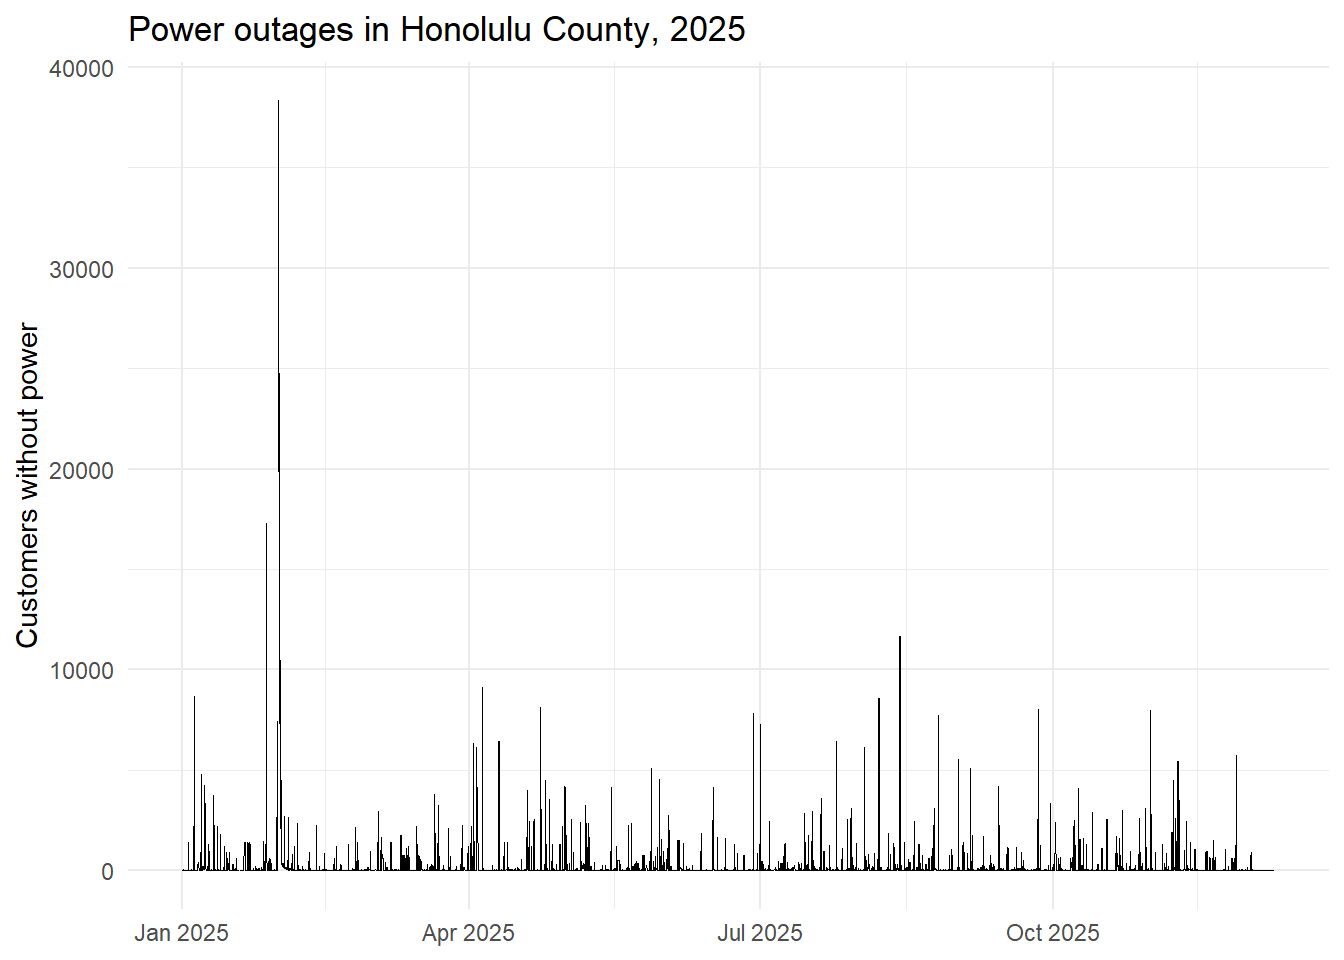 Power outages in Honolulu County, 2025
Customers without power
40000
30000
20000
10000
0
Jan 2025
Apr 2025
Jul 2025
Oct 2025